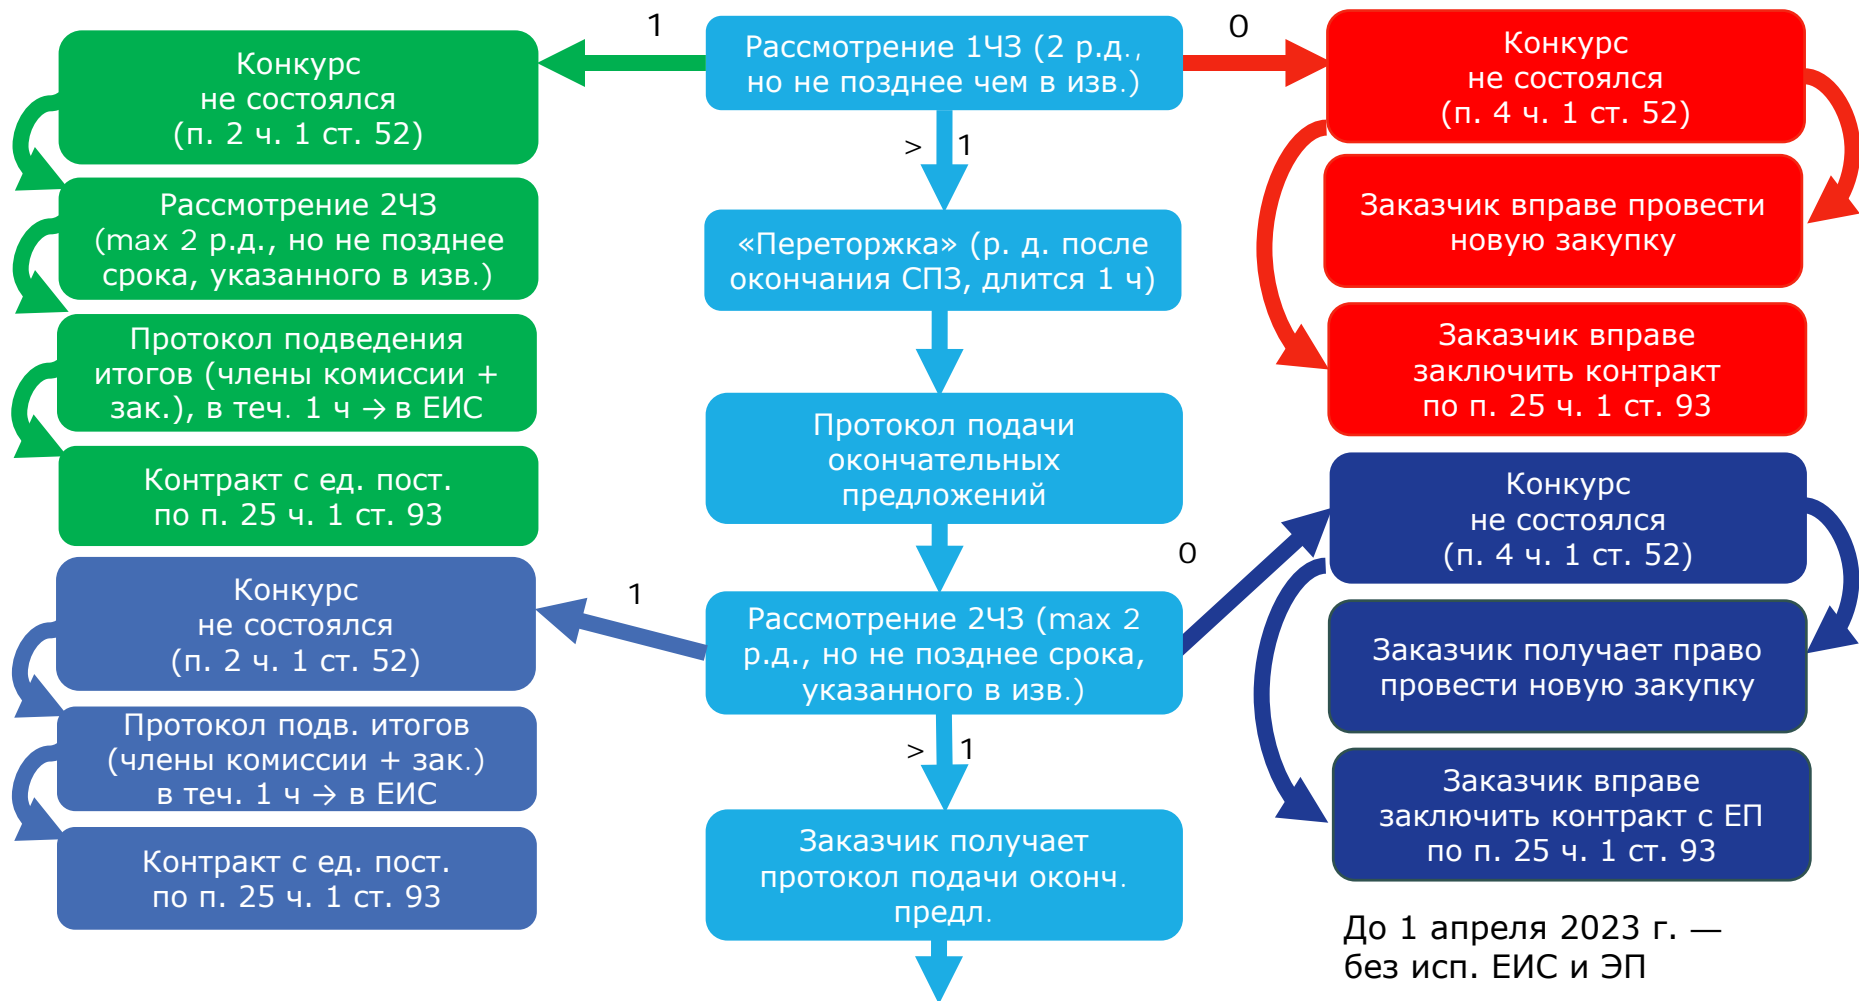 1
0
Рассмотрение 1ЧЗ (2 р.д.,
но не позднее чем в изв.)
Конкурс
не состоялся
(п. 2 ч. 1 ст. 52)
Рассмотрение 2ЧЗ
(max 2 р.д., но не позднее
срока, указанного в изв.)
Протокол подведения
итогов (члены комиссии +
зак.), в теч. 1 ч → в ЕИС
Контракт с ед. пост.
по п. 25 ч. 1 ст. 93
Конкурс
не состоялся
(п. 4 ч. 1 ст. 52)
Заказчик вправе провести
новую закупку
Заказчик вправе
заключить контракт
по п. 25 ч. 1 ст. 93
> 1
«Переторжка» (р. д. после
окончания СПЗ, длится 1 ч)
Протокол подачи
окончательных
предложений
Рассмотрение 2ЧЗ (max 2
р.д., но не позднее срока,
указанного в изв.)
1
0
Конкурс
не состоялся
(п. 2 ч. 1 ст. 52)
Протокол подв. итогов
(члены комиссии + зак.)
в теч. 1 ч → в ЕИС
Контракт с ед. пост.
по п. 25 ч. 1 ст. 93
Конкурс
не состоялся
(п. 4 ч. 1 ст. 52)
Заказчик получает право
провести новую закупку
Заказчик вправе
заключить контракт с ЕП
по п. 25 ч. 1 ст. 93
> 1
Заказчик получает
протокол подачи оконч.
предл.
До 1 апреля 2023 г. —
без исп. ЕИС и ЭП